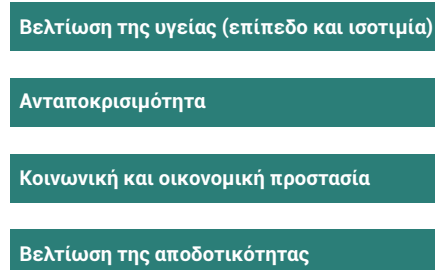 Βελτίωση της υγείας (επίπεδο και ισοτιμία)
Ανταποκρισιμότητα
Κοινωνική και οικονομική προστασία
Βελτίωση της αποδοτικότητας